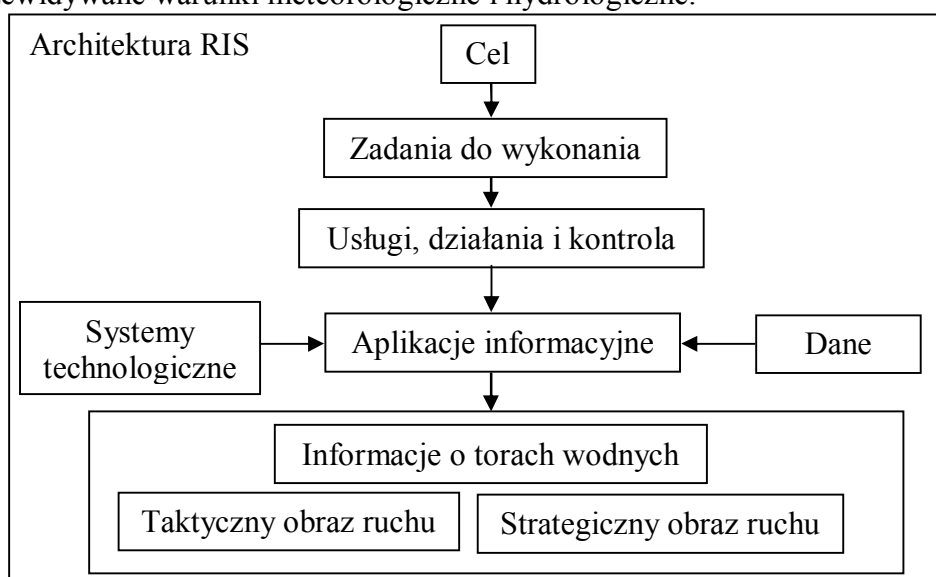 warunki meteorologiczne i hydrologiczne.
Architektura RIS
Cel
Zadania do wykonania
Usługi, działania i kontrola
Systemy
technologiczne
Aplikacje informacyjne
Dane
Informacje o torach wodnych
Taktyczny obraz ruchu
Strategiczny obraz ruchu